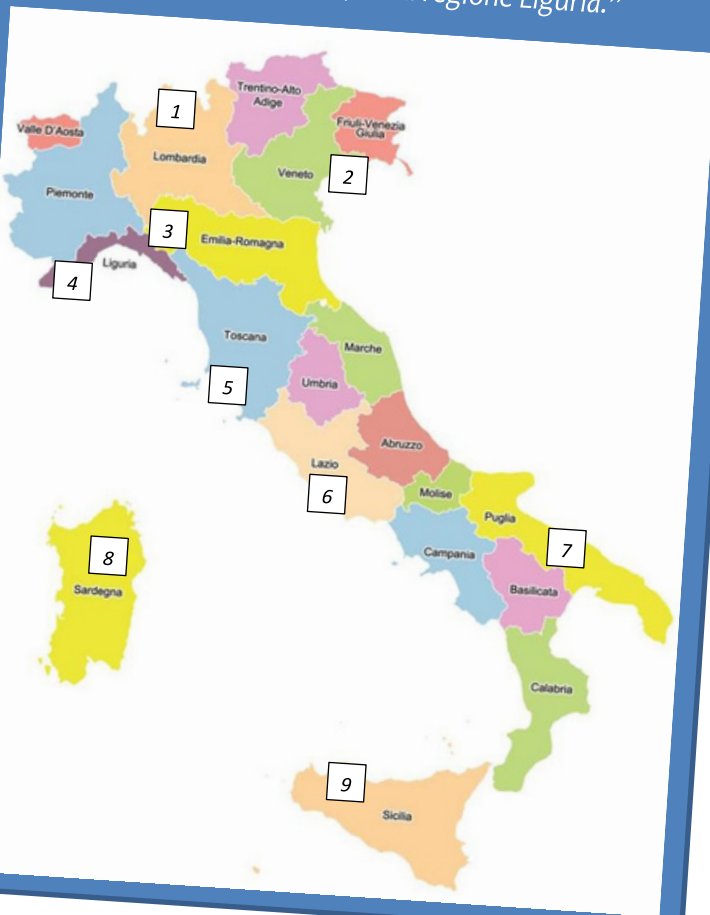 regione Liguria.”
Trentino-Alto
Adige
1
Valle D'Aosta
Friuli-Venezia
Giulia
Lombardia
Veneto
2
Piemonte
3
Emilia-Romagna
Liguria
4
Toscana
Marche
Umbria
5
Abruzzo
Lazio
6
Molise
Puglia
7
Campania
8
Sardegna
Basilicata
Calabria
9
Sicilia